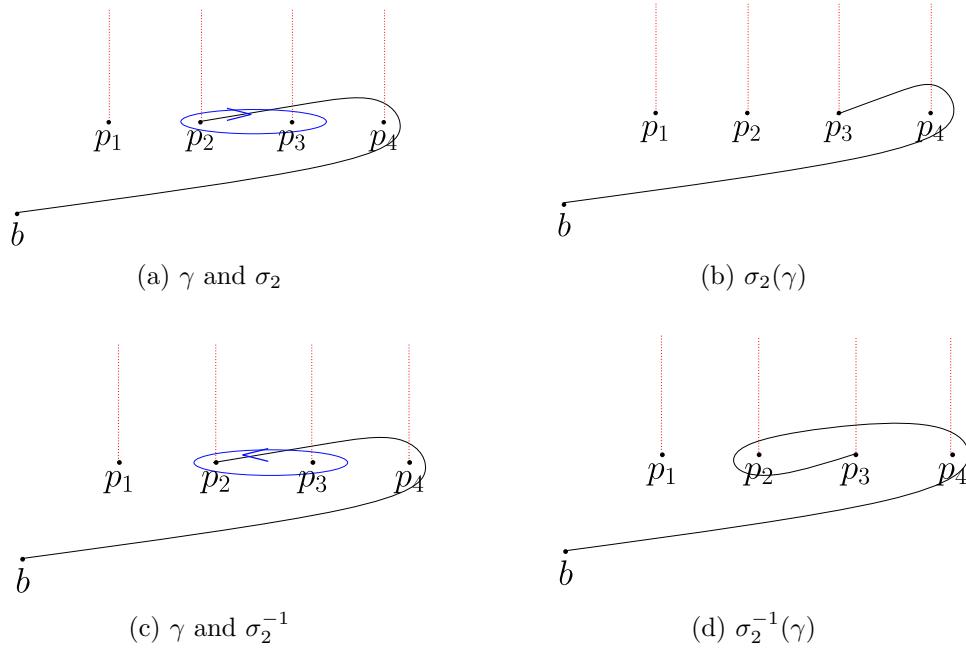 p₁ p₂ p₃ p₄
b
(a) γ and σ₂
p₁ p₂ p₃ p₄
b
(b) σ₂(γ)
p₁ p₂ p₃ p₄
b
(c) γ and σ₂⁻¹
p₁ p₂ p₃ p₄
b
(d) σ₂⁻¹(γ)